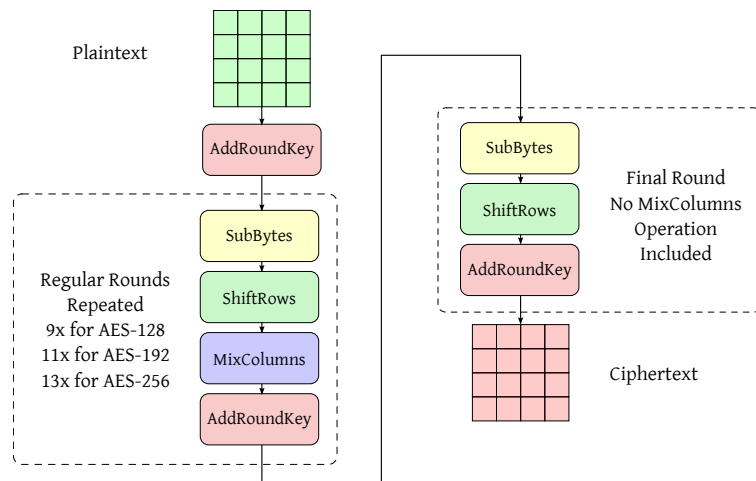 Plaintext
AddRoundKey
SubBytes
ShiftRows
MixColumns
AddRoundKey
Regular Rounds
Repeated
9x for AES-128
11x for AES-192
13x for AES-256
SubBytes
ShiftRows
AddRoundKey
Final Round
No MixColumns
Operation
Included
Ciphertext